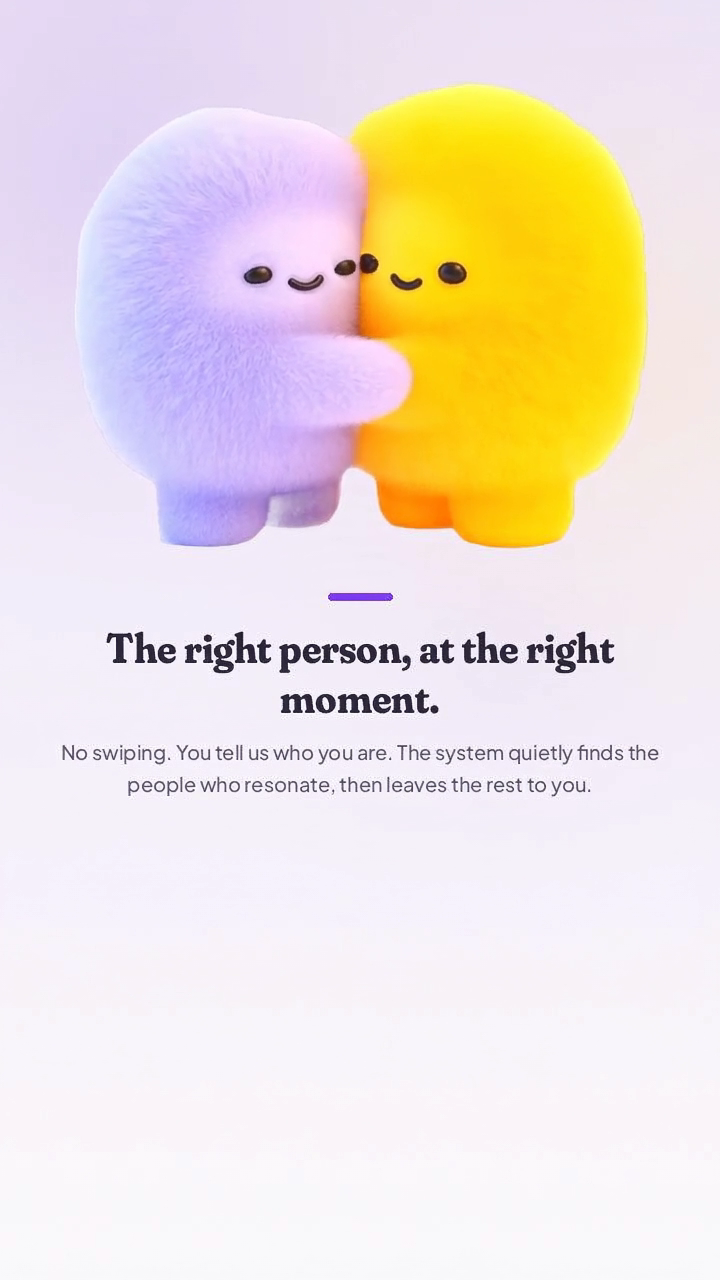 The right person, at the right
moment.
No swiping. You tell us who you are. The system quietly finds the
people who resonate, then leaves the rest to you.